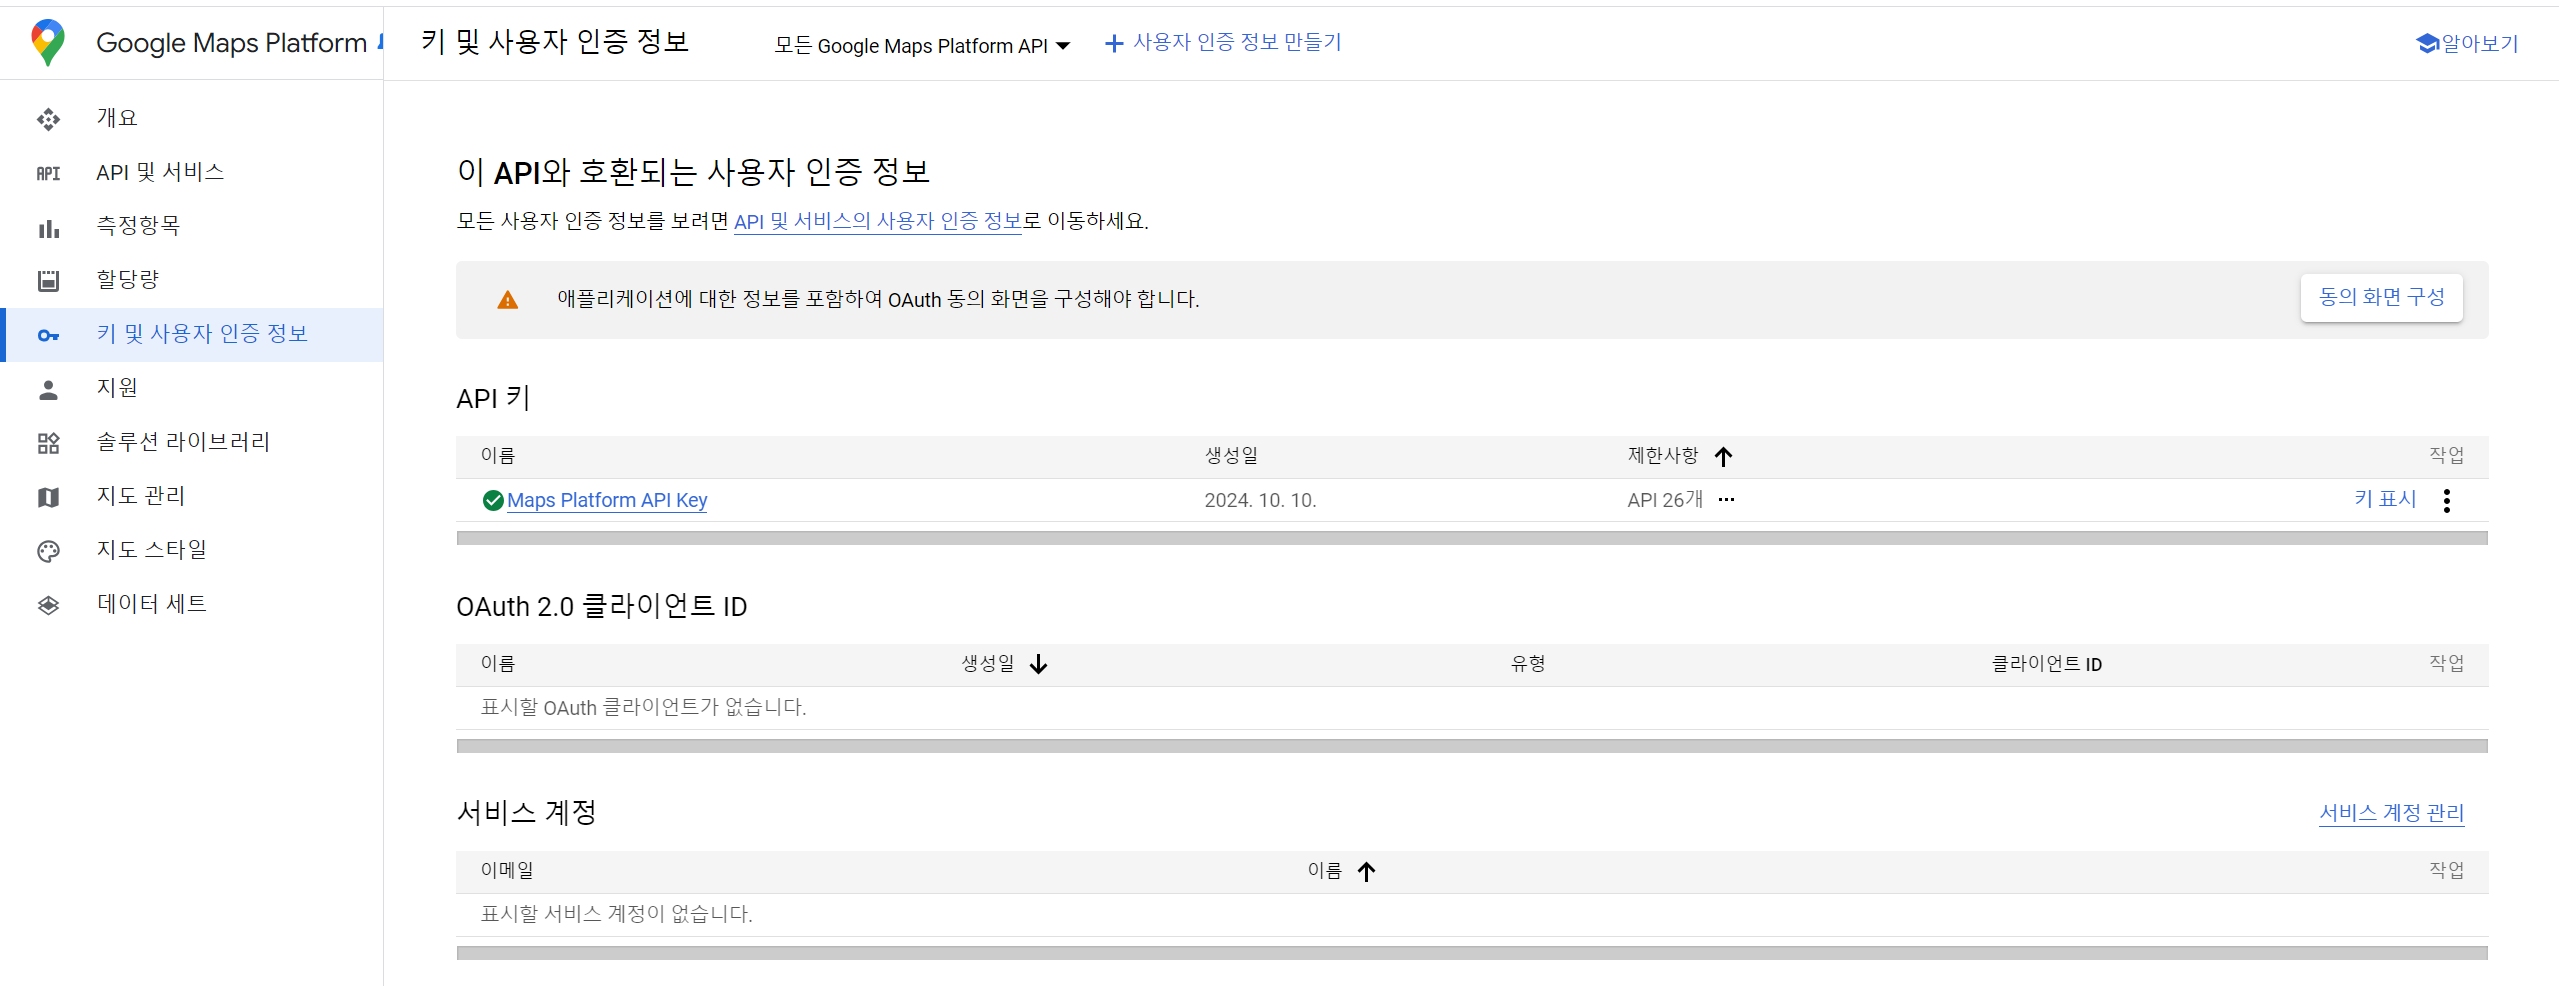 Google Maps Platform
키 및 사용자 인증 정보
모든 Google Maps Platform API
사용자 인증 정보 만들기
알아보기
개요
API 및 서비스
측정항목
할당량
키 및 사용자 인증 정보
지원
솔루션 라이브러리
지도 관리
지도 스타일
데이터 세트
이 API와 호환되는 사용자 인증 정보
모든 사용자 인증 정보를 보려면 API 및 서비스의 사용자 인증 정보로 이동하세요.
애플리케이션에 대한 정보를 포함하여 OAuth 동의 화면을 구성해야 합니다.
동의 화면 구성
API 키
이름 생성일 제한사항 작업
Maps Platform API Key 2024. 10. 10. API 26개 키 표시
OAuth 2.0 클라이언트 ID
이름 생성일 유형 클라이언트 ID 작업
표시할 OAuth 클라이언트가 없습니다.
서비스 계정
서비스 계정 관리
이메일 이름 작업
표시할 서비스 계정이 없습니다.